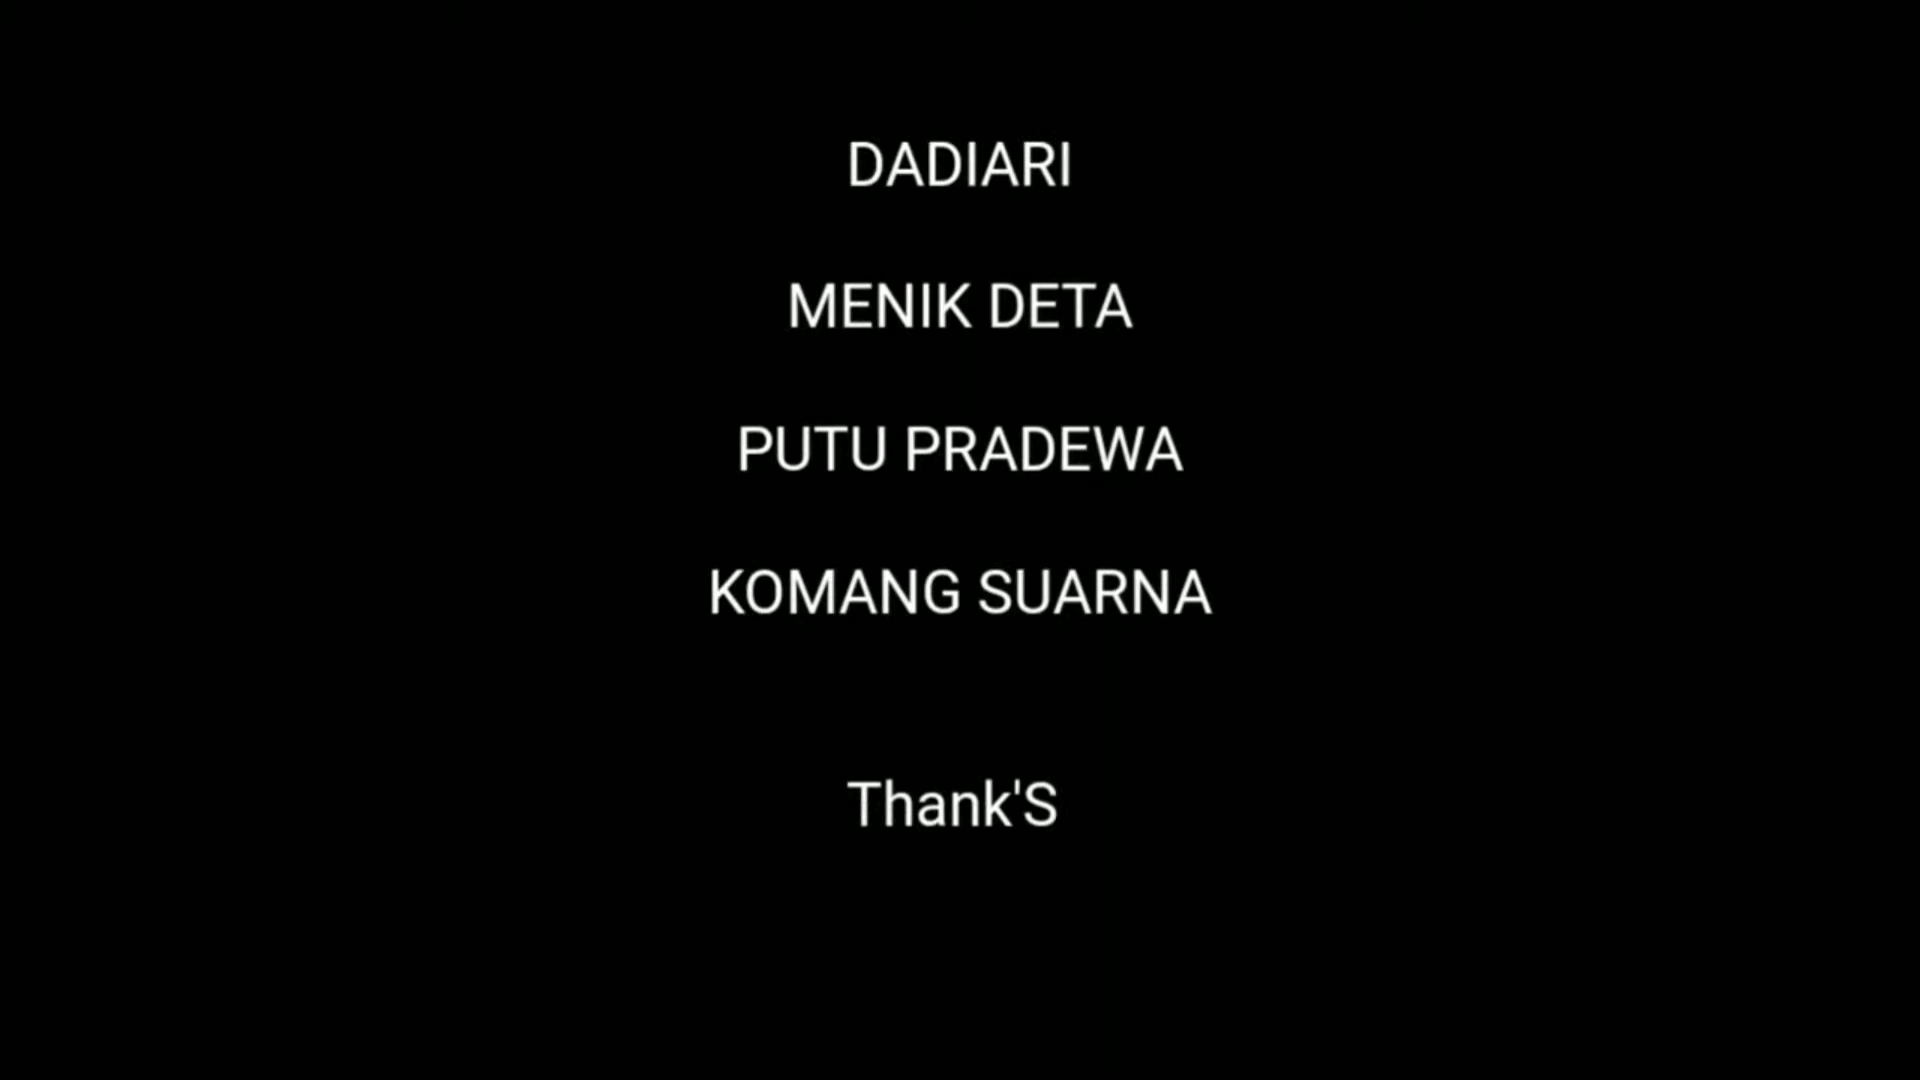 DADIARI
MENIK DETA
PUTU PRADEWA
KOMANG SUARNA
Thank'S